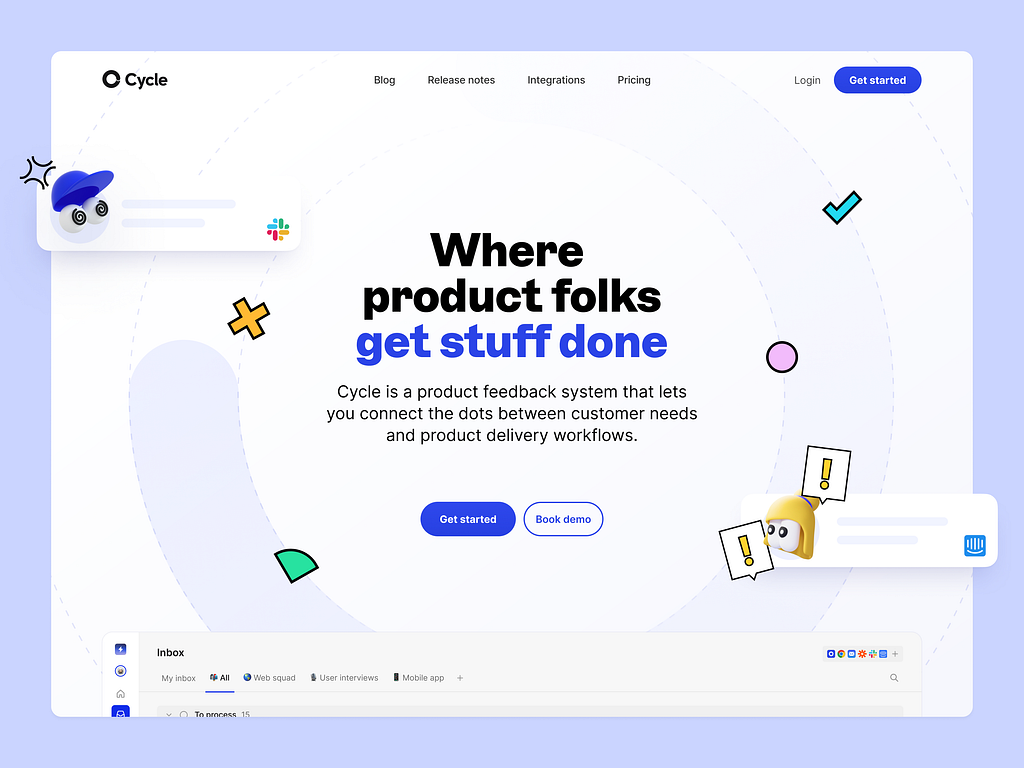 Cycle
Blog
Release notes
Integrations
Pricing
Login
Get started
Where
product folks
get stuff done
Cycle is a product feedback system that lets
you connect the dots between customer needs
and product delivery workflows.
Get started
Book demo
!
!
Inbox
My inbox
All
Web squad
User interviews
Mobile app
To process 15